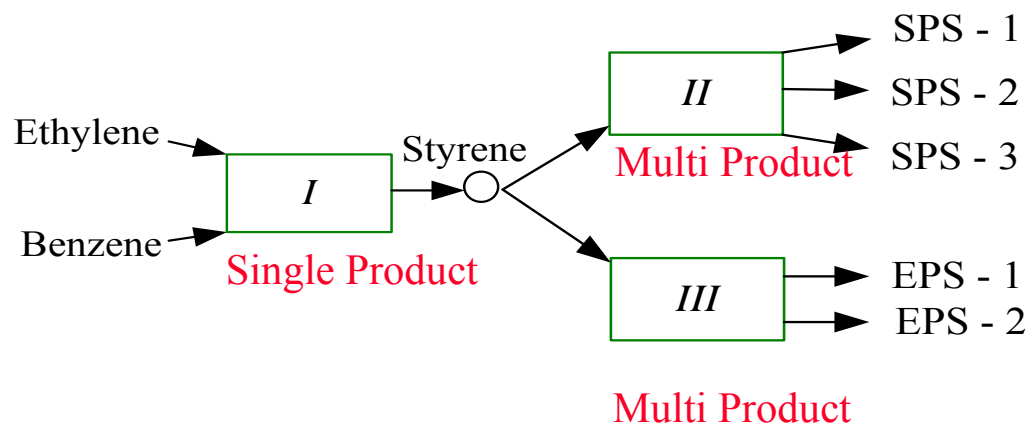 Ethylene
Benzene
I
Single Product
Styrene
II
Multi Product
SPS - 1
SPS - 2
SPS - 3
III
EPS - 1
EPS - 2
Multi Product